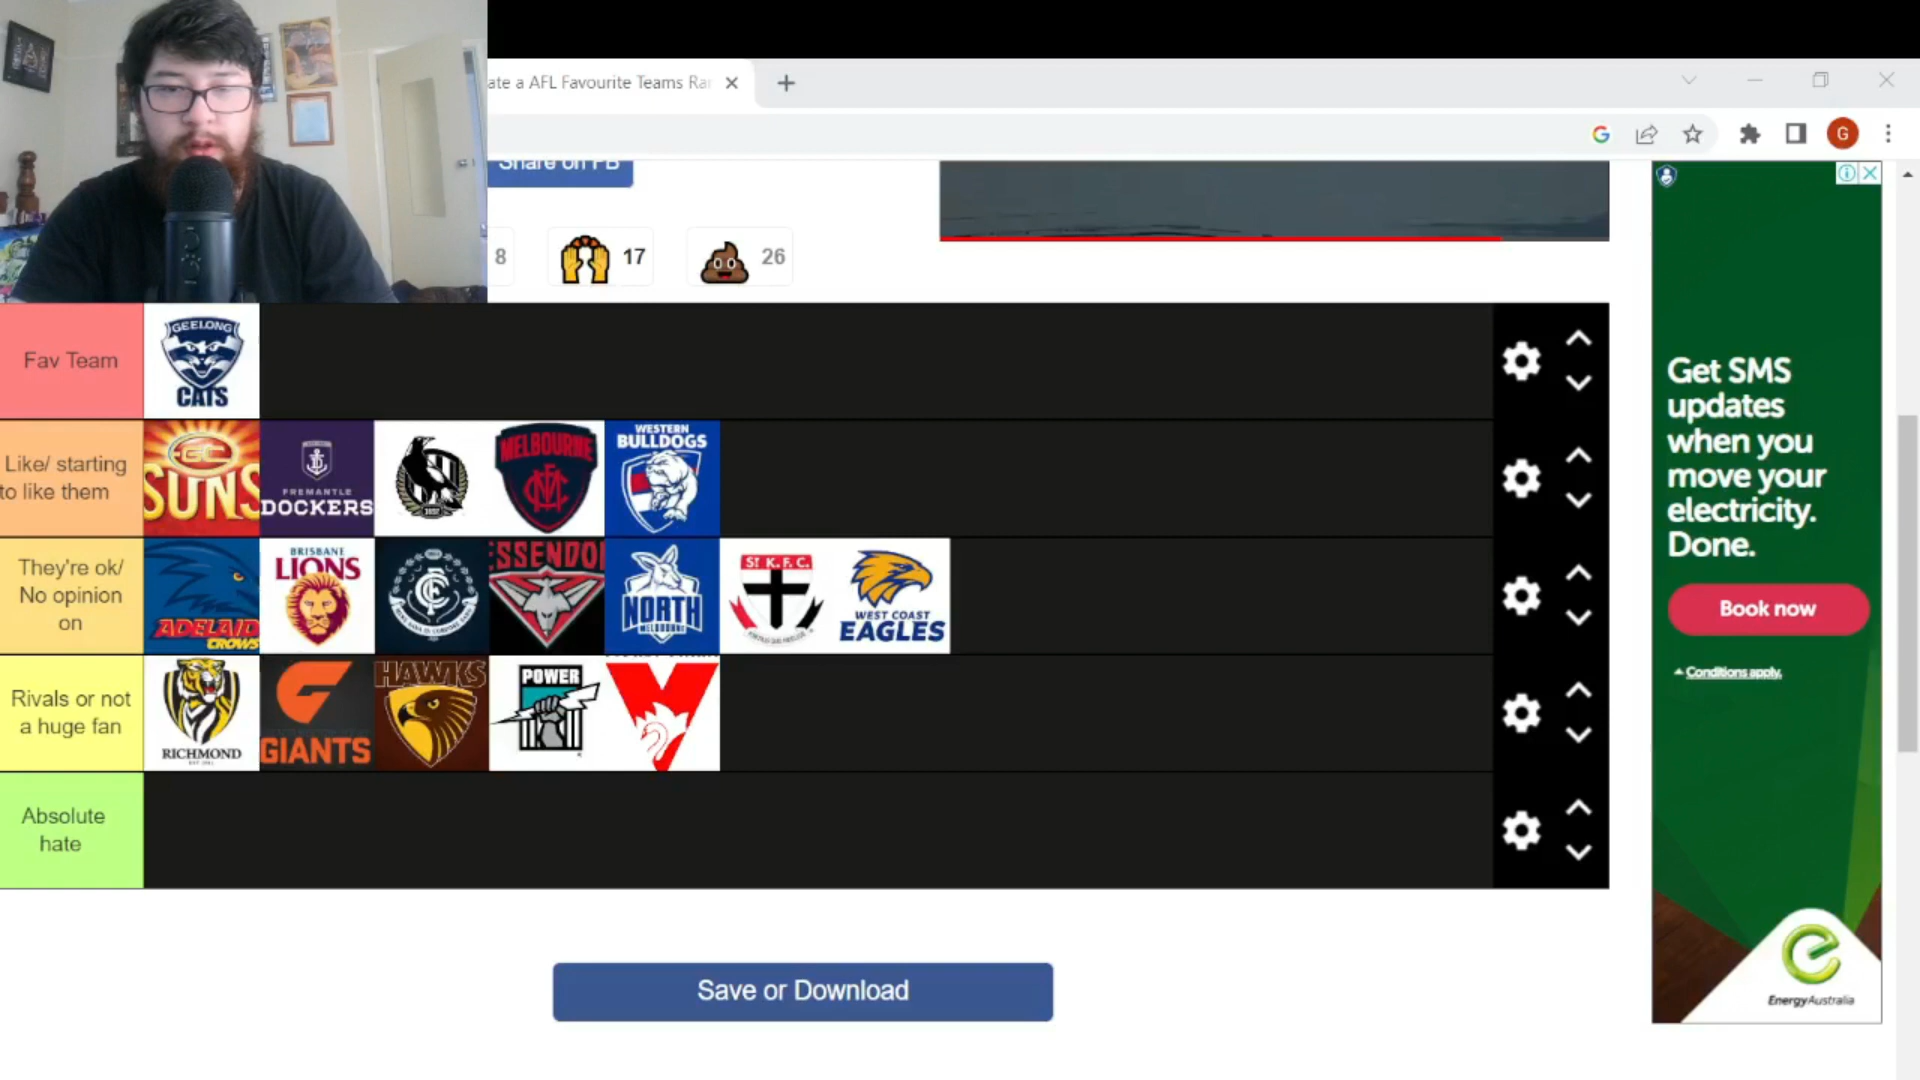 ate a AFL Favourite Teams Ra
G
Share on FB
8
17
26
Fav Team
GEELONG
CATS
Like/ starting
to like them
GC
SUNS
FREMANTLE
DOCKERS
MELBOURNE
WESTERN
BULLDOGS
They're ok/
No opinion
on
ADELAID
CROWS
BRISBANE
LIONS
ESSENDON
NORTH
MELBOURNE
ST K.F.C.
WEST COAST
EAGLES
Rivals or not
a huge fan
RICHMOND
GIANTS
HAWKS
POWER
Absolute
hate
Save or Download
Get SMS
updates
when you
move your
electricity.
Done.
Book now
Conditions apply.
EnergyAustralia